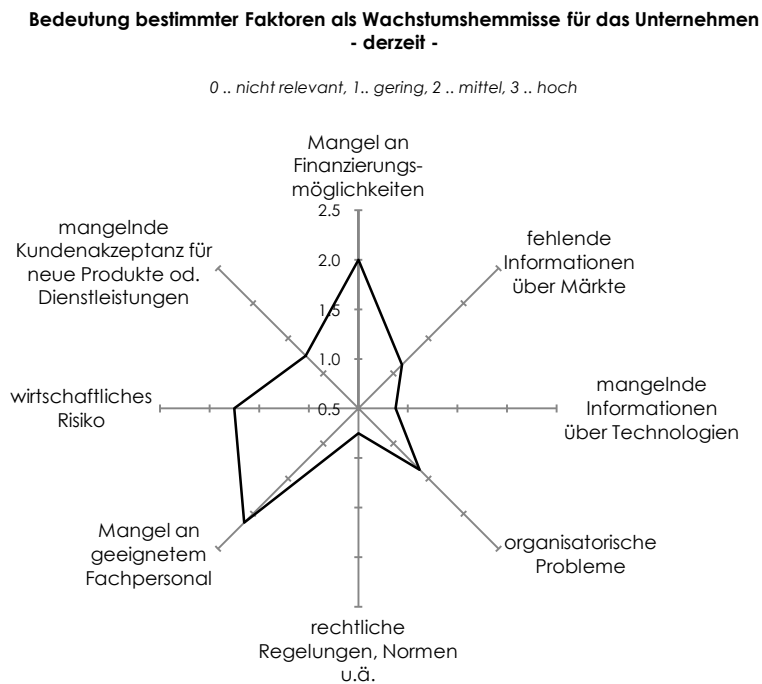 Bedeutung bestimmter Faktoren als Wachstumshemmisse für das Unternehmen
- derzeit -
0 .. nicht relevant, 1.. gering, 2 .. mittel, 3 .. hoch
Mangel an
Finanzierungs-
möglichkeiten
2.5
2.0
1.5
1.0
0.5
fehlende
Informationen
über Märkte
mangelnde
Informationen
über Technologien
organisatorische
Probleme
rechtliche
Regelungen, Normen
u.ä.
Mangel an
geeignetem
Fachpersonal
wirtschaftliches
Risiko
mangelnde
Kundenakzeptanz für
neue Produkte od.
Dienstleistungen